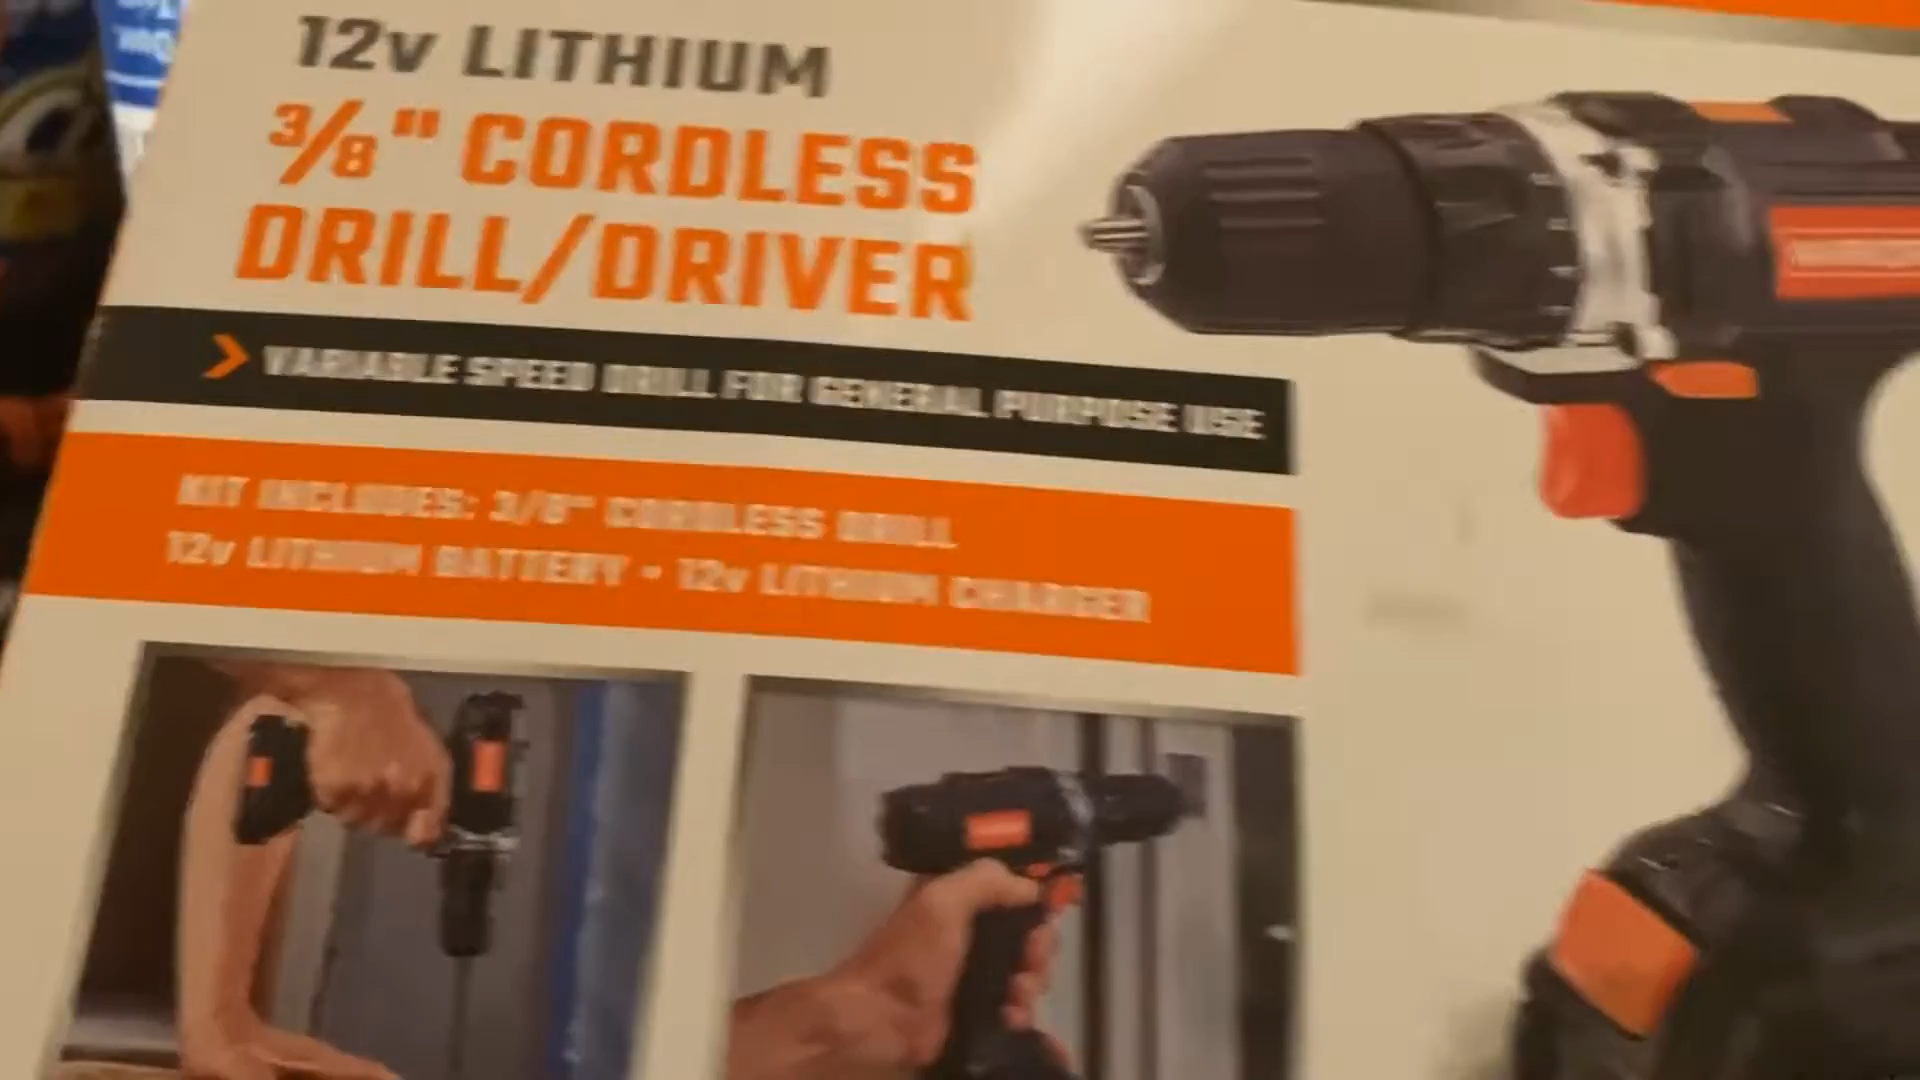 12v LITHIUM
3/8" CORDLESS
DRILL/DRIVER
VARIABLE SPEED DRILL FOR GENERAL PURPOSE USE
KIT INCLUDES: 3/8" CORDLESS DRILL
12v LITHIUM BATTERY • 12v LITHIUM CHARGER